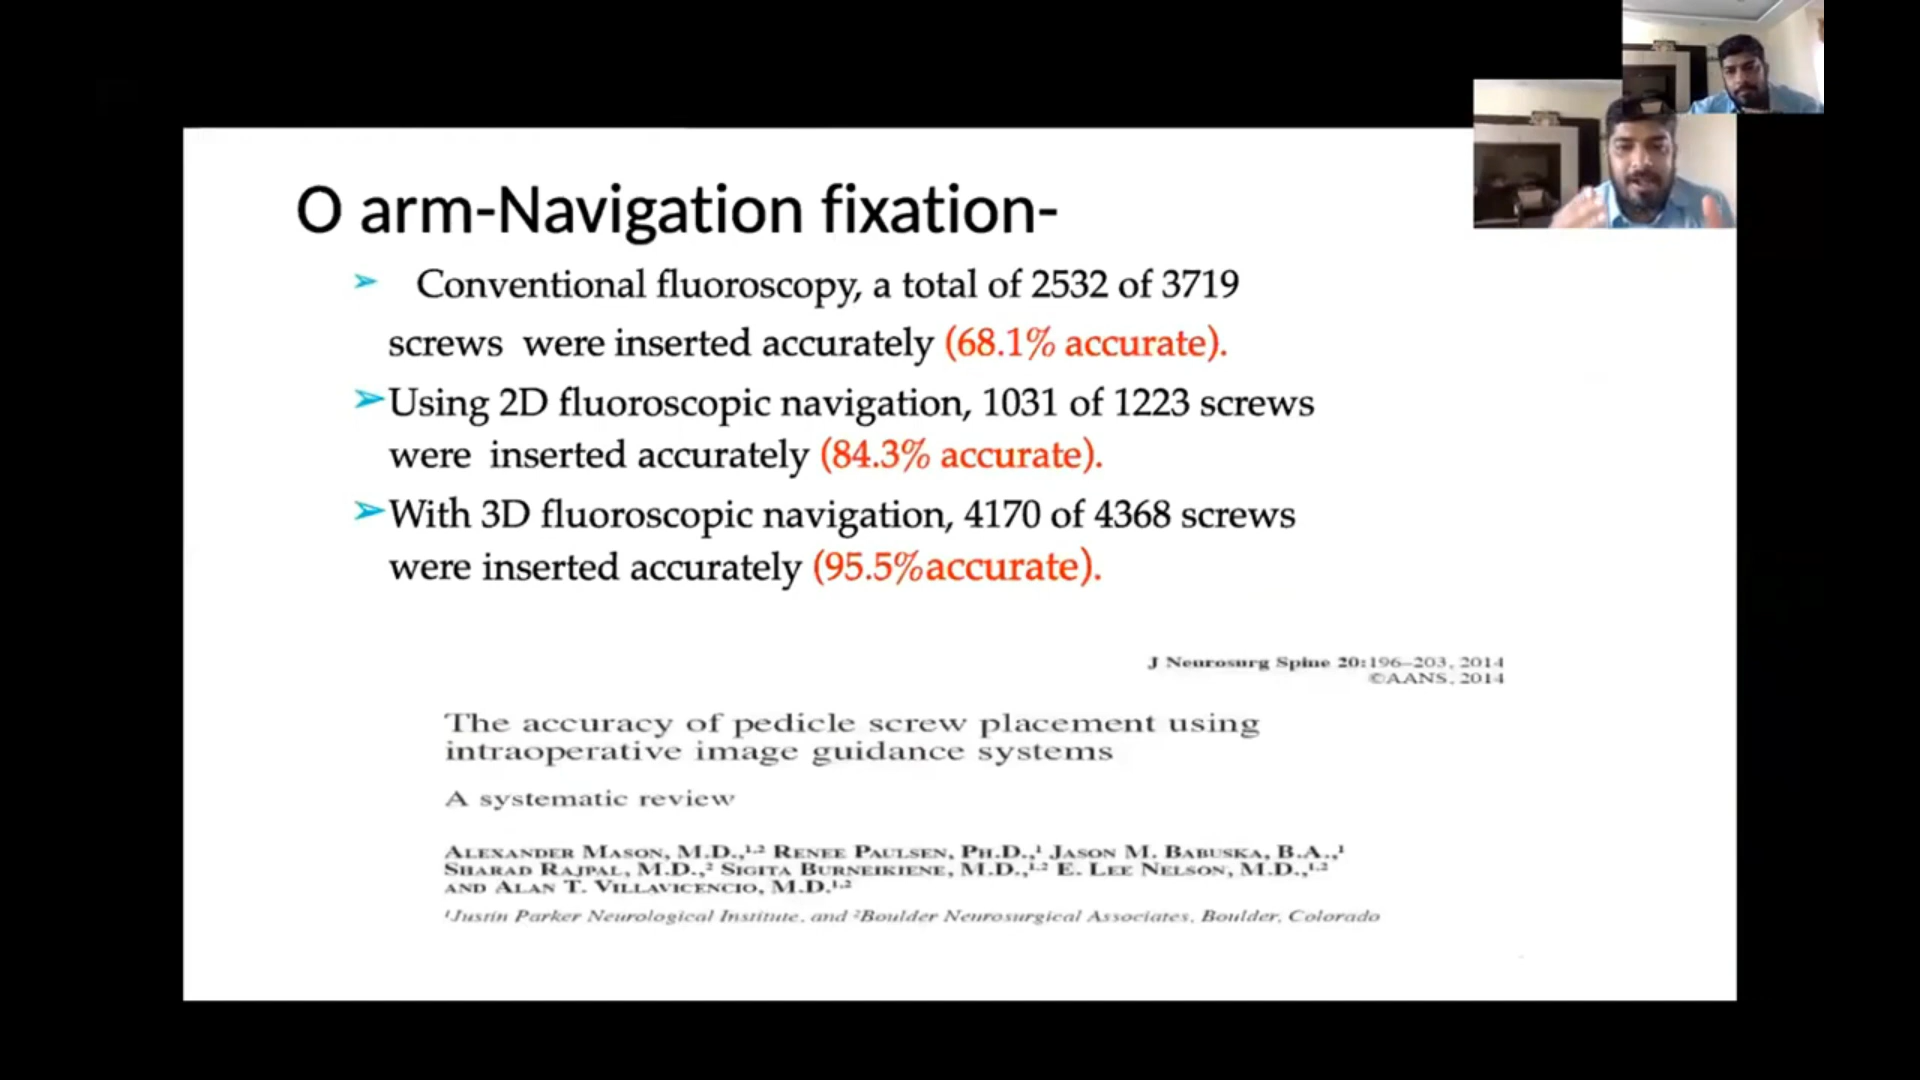 O arm-Navigation fixation-
➢ Conventional fluoroscopy, a total of 2532 of 3719
screws were inserted accurately (68.1% accurate).
➢Using 2D fluoroscopic navigation, 1031 of 1223 screws
were inserted accurately (84.3% accurate).
➢With 3D fluoroscopic navigation, 4170 of 4368 screws
were inserted accurately (95.5%accurate).
J Neurosurg Spine 20:196–203, 2014
©AANS, 2014
The accuracy of pedicle screw placement using
intraoperative image guidance systems
A systematic review
ALEXANDER MASON, M.D.,1,2 RENEE PAULSEN, PH.D.,1 JASON M. BABUSKA, B.A.,1
SHARAD RAJPAL, M.D.,2 SIGITA BURNEIKIENE, M.D.,1,2 E. LEE NELSON, M.D.,1,2
AND ALAN T. VILLAVICENCIO, M.D.1,2
1Justin Parker Neurological Institute, and 2Boulder Neurosurgical Associates, Boulder, Colorado